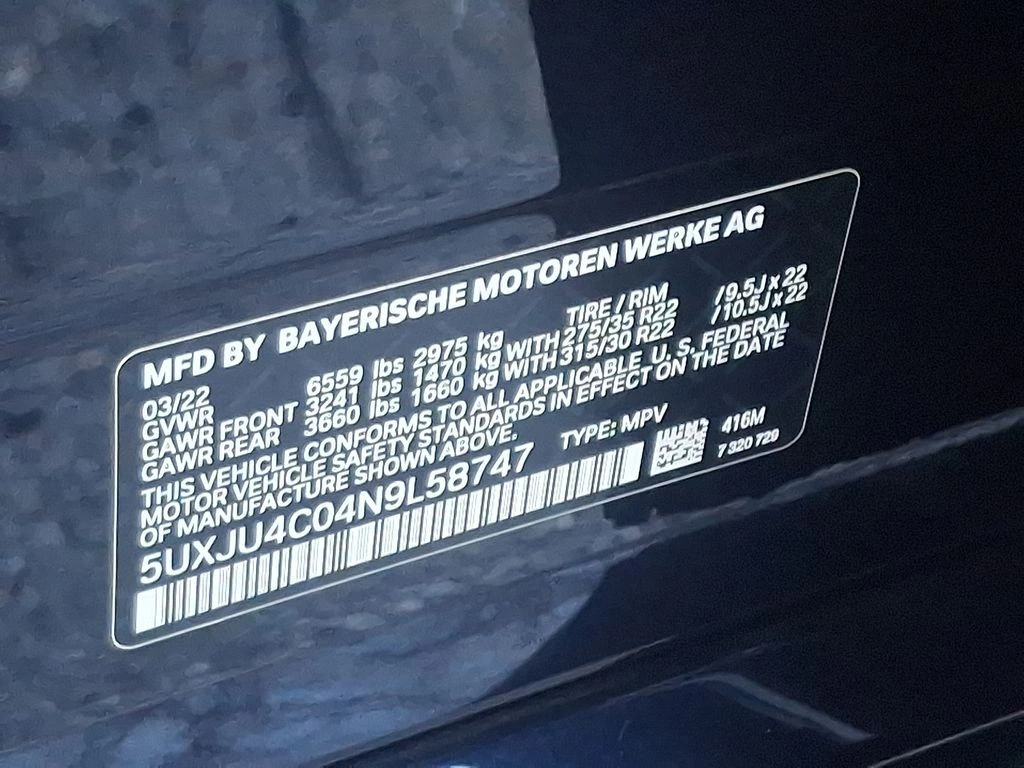 MFD BY BAYERISCHE MOTOREN WERKE AG
03/22 TIRE / RIM
GVWR 6559 lbs 2975 kg
GAWR FRONT 3241 lbs 1470 kg WITH 275/35 R22 /9.5J x 22
GAWR REAR 3660 lbs 1660 kg WITH 315/30 R22 /10.5J x 22
THIS VEHICLE CONFORMS TO ALL APPLICABLE U. S. FEDERAL
MOTOR VEHICLE SAFETY STANDARDS IN EFFECT ON THE DATE
OF MANUFACTURE SHOWN ABOVE.
TYPE: MPV 416M
5UXJU4C04N9L58747 7 320 729